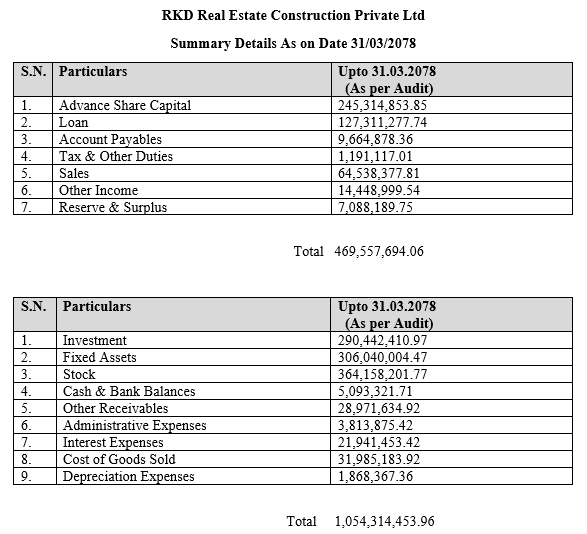 RKD Real Estate Construction Private Ltd
Summary Details As on Date 31/03/2078
S.N. Particulars Upto 31.03.2078
(As per Audit)
1. Advance Share Capital 245,314,853.85
2. Loan 127,311,277.74
3. Account Payables 9,664,878.36
4. Tax & Other Duties 1,191,117.01
5. Sales 64,538,377.81
6. Other Income 14,448,999.54
7. Reserve & Surplus 7,088,189.75
Total 469,557,694.06
S.N. Particulars Upto 31.03.2078
(As per Audit)
1. Investment 290,442,410.97
2. Fixed Assets 306,040,004.47
3. Stock 364,158,201.77
4. Cash & Bank Balances 5,093,321.71
5. Other Receivables 28,971,634.92
6. Administrative Expenses 3,813,875.42
7. Interest Expenses 21,941,453.42
8. Cost of Goods Sold 31,985,183.92
9. Depreciation Expenses 1,868,367.36
Total 1,054,314,453.96